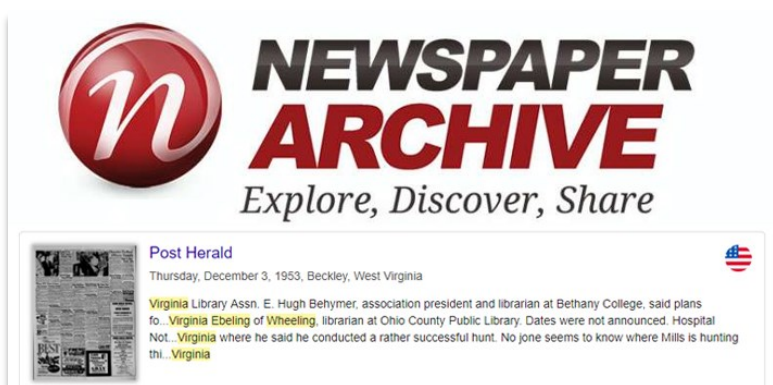 n NEWSPAPER
ARCHIVE
Explore, Discover, Share
Post Herald
Thursday, December 3, 1953, Beckley, West Virginia
Virginia Library Assn. E. Hugh Behymer, association president and librarian at Bethany College, said plans
fo...Virginia Ebeling of Wheeling, librarian at Ohio County Public Library. Dates were not announced. Hospital
Not...Virginia where he said he conducted a rather successful hunt. No jone seems to know where Mills is hunting
thi...Virginia